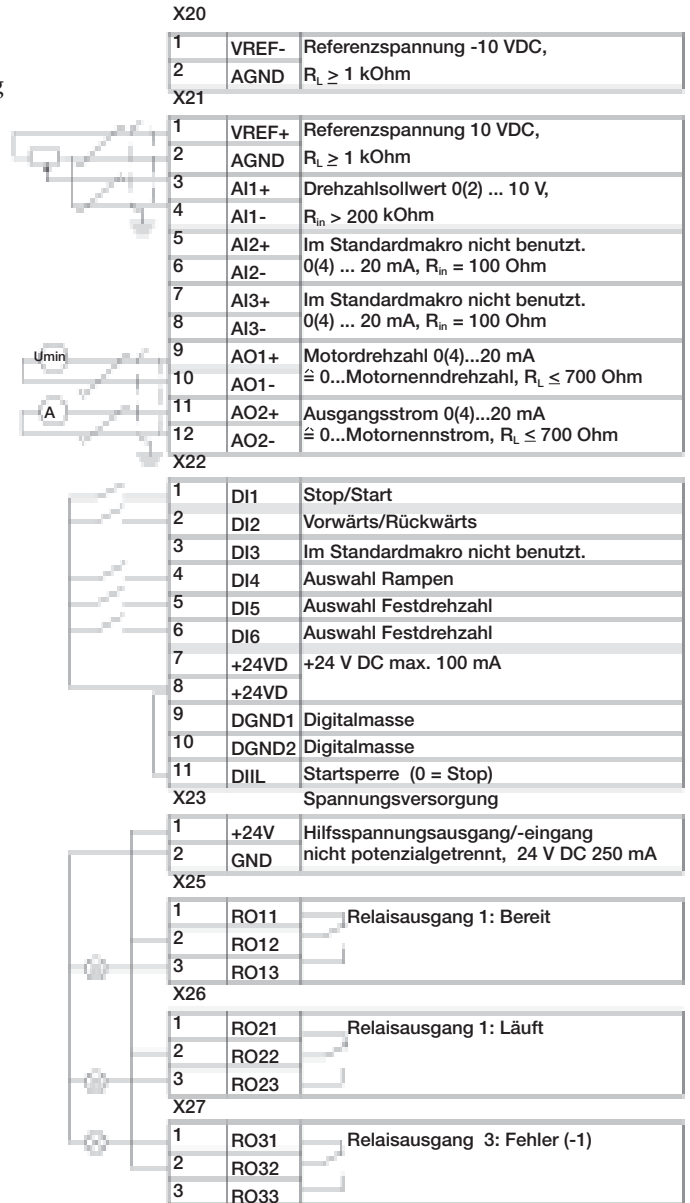 X20
1 VREF- Referenzspannung -10 VDC,
2 AGND R_L ≥ 1 kOhm
X21
1 VREF+ Referenzspannung 10 VDC,
2 AGND R_L ≥ 1 kOhm
3 AI1+ Drehzahlsollwert 0(2) ... 10 V,
4 AI1- R_in > 200 kOhm
5 AI2+ Im Standardmakro nicht benutzt.
6 AI2- 0(4) ... 20 mA, R_in = 100 Ohm
7 AI3+ Im Standardmakro nicht benutzt.
8 AI3- 0(4) ... 20 mA, R_in = 100 Ohm
Umin 9 AO1+ Motordrehzahl 0(4)...20 mA
10 AO1- ≙ 0...Motornenndrehzahl, R_L ≤ 700 Ohm
A 11 AO2+ Ausgangsstrom 0(4)...20 mA
12 AO2- ≙ 0...Motornennstrom, R_L ≤ 700 Ohm
X22
1 DI1 Stop/Start
2 DI2 Vorwärts/Rückwärts
3 DI3 Im Standardmakro nicht benutzt.
4 DI4 Auswahl Rampen
5 DI5 Auswahl Festdrehzahl
6 DI6 Auswahl Festdrehzahl
7 +24VD +24 V DC max. 100 mA
8 +24VD
9 DGND1 Digitalmasse
10 DGND2 Digitalmasse
11 DIIL Startsperre (0 = Stop)
X23 Spannungsversorgung
1 +24V Hilfsspannungsausgang/-eingang
2 GND nicht potenzialgetrennt, 24 V DC 250 mA
X25
1 RO11 Relaisausgang 1: Bereit
2 RO12
3 RO13
X26
1 RO21 Relaisausgang 1: Läuft
2 RO22
3 RO23
X27
1 RO31 Relaisausgang 3: Fehler (-1)
2 RO32
3 RO33